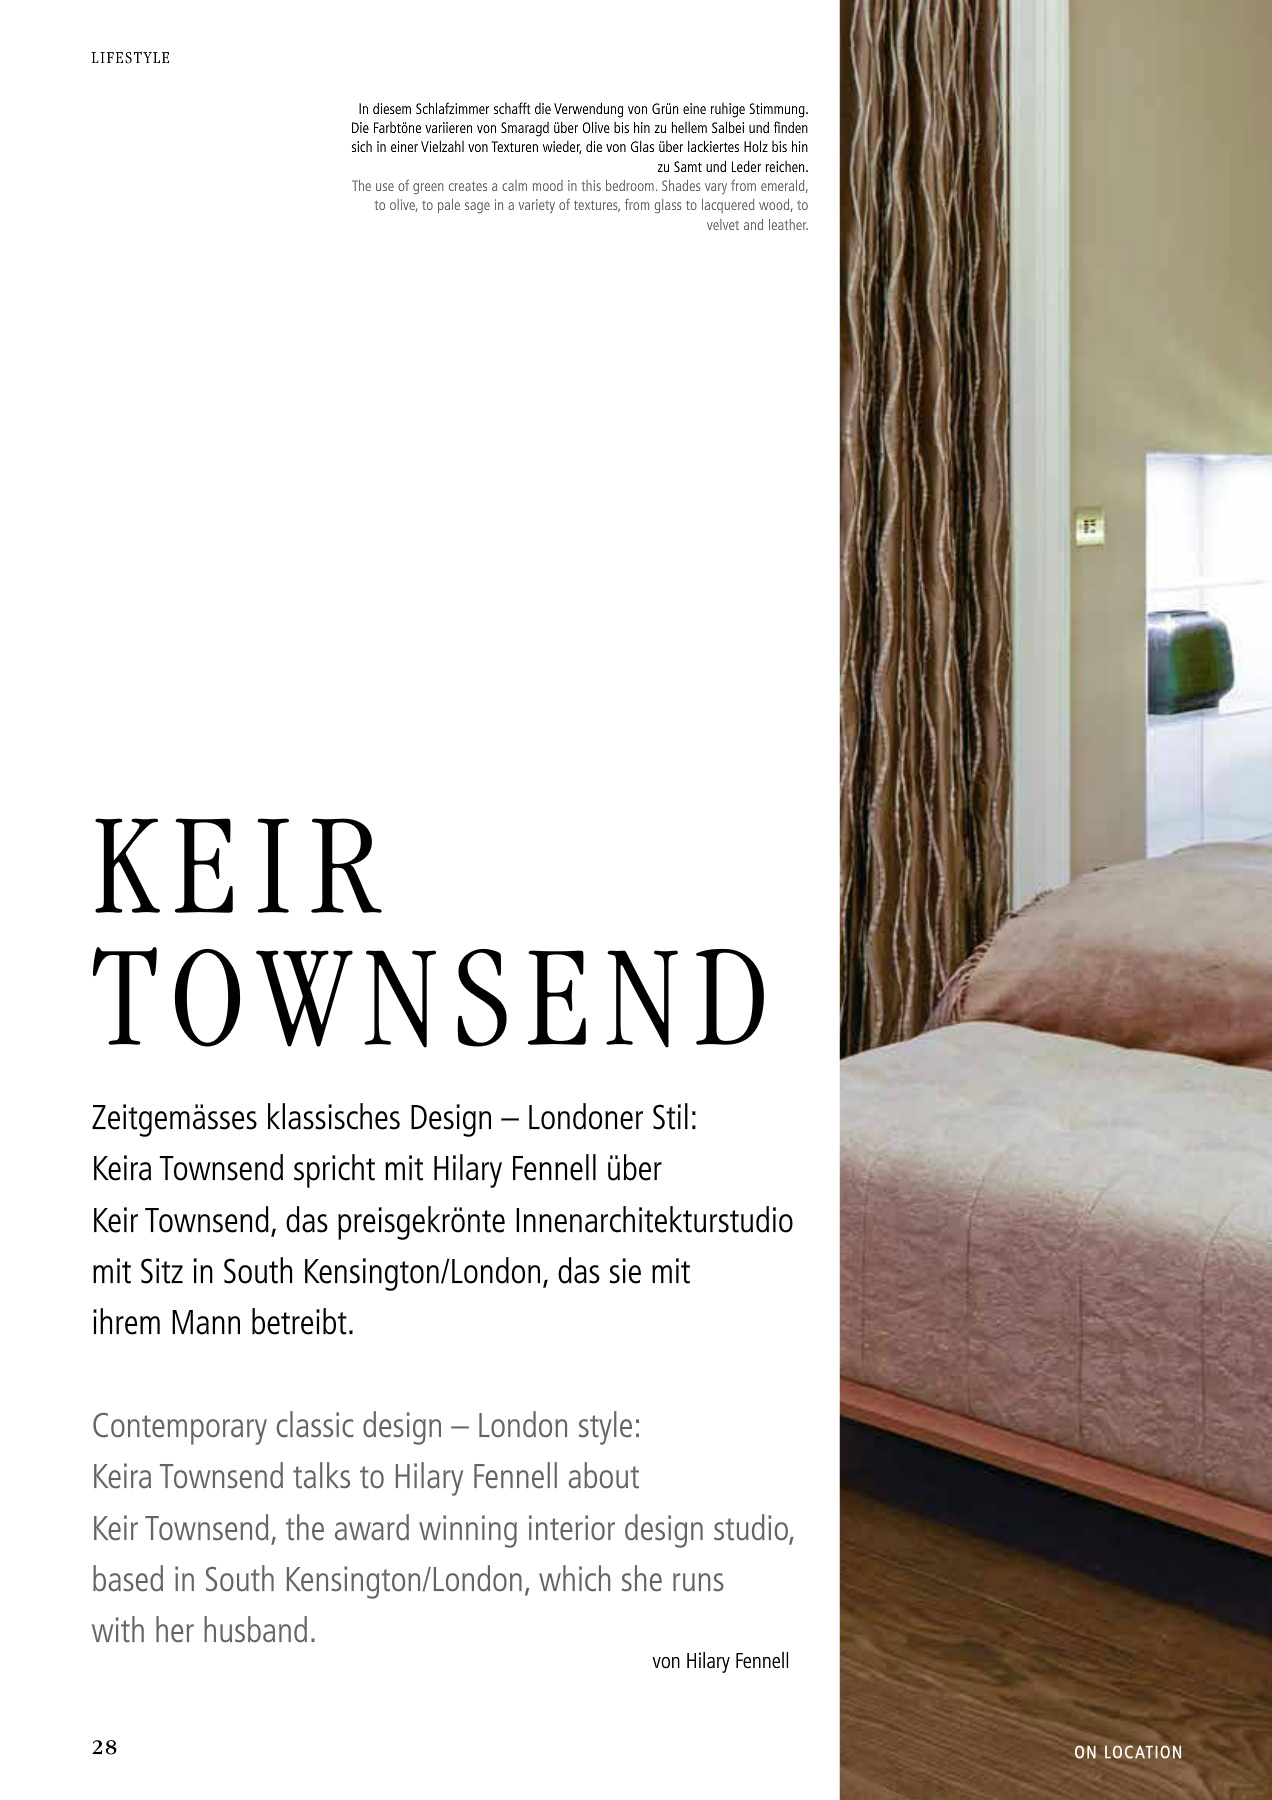 LIFESTYLE
In diesem Schlafzimmer schafft die Verwendung von Grün eine ruhige Stimmung.
Die Farbtöne variieren von Smaragd über Olive bis hin zu hellem Salbei und finden
sich in einer Vielzahl von Texturen wieder, die von Glas über lackiertes Holz bis hin
zu Samt und Leder reichen.
The use of green creates a calm mood in this bedroom. Shades vary from emerald,
to olive, to pale sage in a variety of textures, from glass to lacquered wood, to
velvet and leather.
KEIR
TOWNSEND
Zeitgemässes klassisches Design – Londoner Stil:
Keira Townsend spricht mit Hilary Fennell über
Keir Townsend, das preisgekrönte Innenarchitekturstudio
mit Sitz in South Kensington/London, das sie mit
ihrem Mann betreibt.
Contemporary classic design – London style:
Keira Townsend talks to Hilary Fennell about
Keir Townsend, the award winning interior design studio,
based in South Kensington/London, which she runs
with her husband.
von Hilary Fennell
28
ON LOCATION